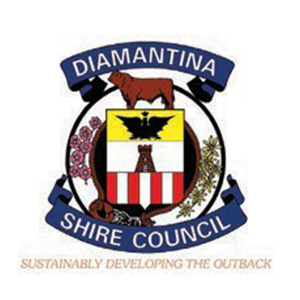 DIAMANTINA
SHIRE COUNCIL
SUSTAINABLY DEVELOPING THE OUTBACK